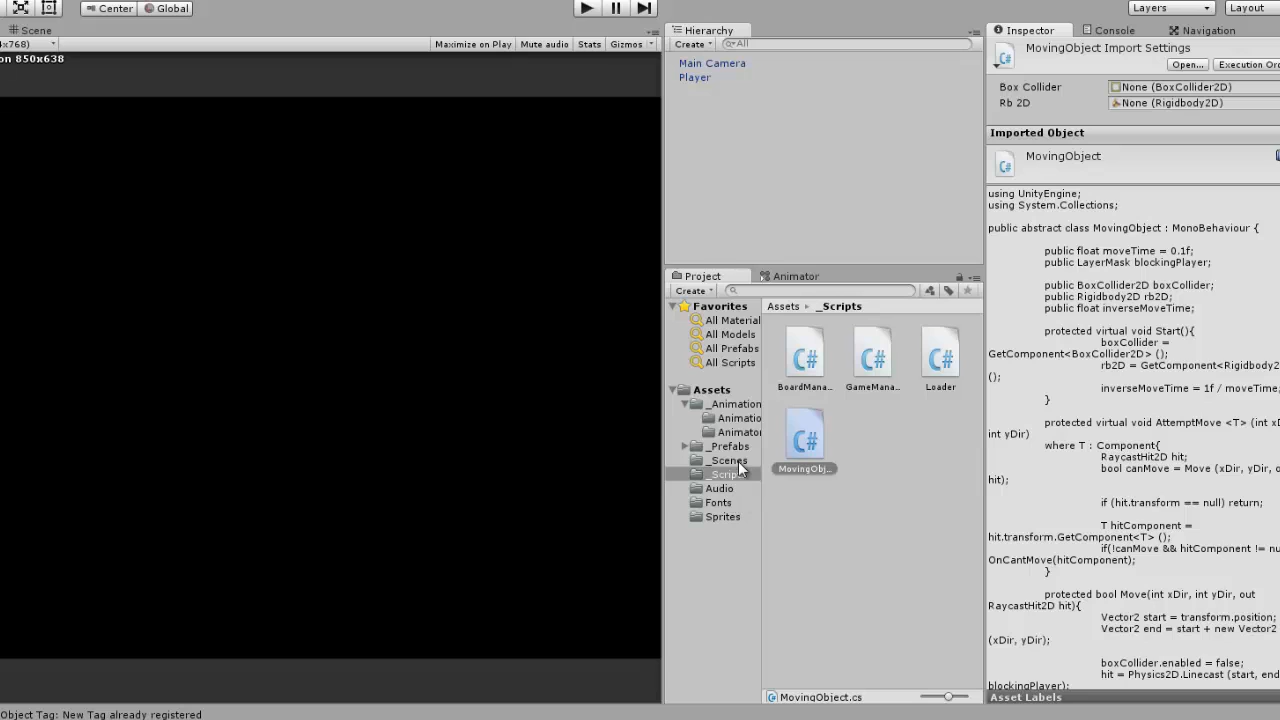 Center
Global
Layers
Layout
Scene
Hierarchy
Inspector
Console
Navigation
Maximize on Play
Mute audio
Stats
Gizmos
Create
All
MovingObject Import Settings
Open...
Main Camera
Player
Box Collider
None (BoxCollider2D)
Rb 2D
None (Rigidbody2D)
Imported Object
MovingObject
using UnityEngine;
using System.Collections;
public abstract class MovingObject : MonoBehaviour {
public float moveTime = 0.1f;
public LayerMask blockingPlayer;
public BoxCollider2D boxCollider;
public Rigidbody2D rb2D;
public float inverseMoveTime;
protected virtual void Start(){
boxCollider =
GetComponent<BoxCollider2D> ();
rb2D = GetComponent<Rigidbody2
();
inverseMoveTime = 1f / moveTime;
}
protected virtual void AttemptMove <T> (int x
int yDir)
where T : Component{
RaycastHit2D hit;
bool canMove = Move (xDir, yDir, o
hit);
if (hit.transform == null) return;
T hitComponent =
hit.transform.GetComponent<T> ();
if(!canMove && hitComponent != nu
OnCantMove(hitComponent);
}
protected bool Move(int xDir, int yDir, out
RaycastHit2D hit){
Vector2 start = transform.position;
Vector2 end = start + new Vector2
(xDir, yDir);
boxCollider.enabled = false;
hit = Physics2D.Linecast (start, end
blockingPlayer);
Asset Labels
Project
Animator
Create
Favorites
All Material
All Models
All Prefabs
All Scripts
Assets
_Animation
Animatio
Animator
_Prefabs
_Scenes
_Scrip
Audio
Fonts
Sprites
Assets
_Scripts
BoardMana...
GameMana...
Loader
MovingObj...
MovingObject.cs
Object Tag: New Tag already registered